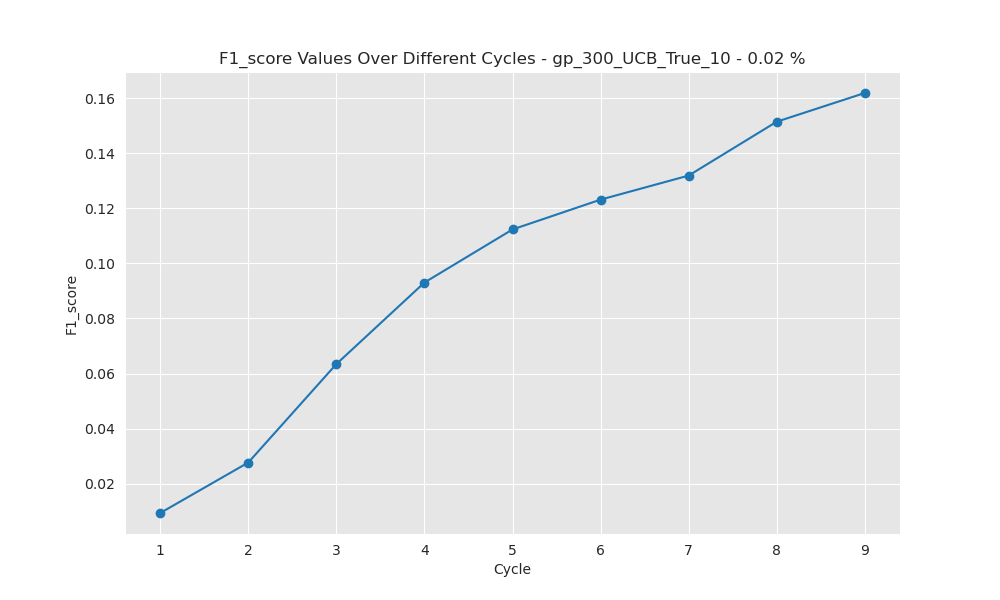 F1_score Values Over Different Cycles - gp_300_UCB_True_10 - 0.02 %
F1_score
0.16
0.14
0.12
0.10
0.08
0.06
0.04
0.02
1 2 3 4 5 6 7 8 9
Cycle